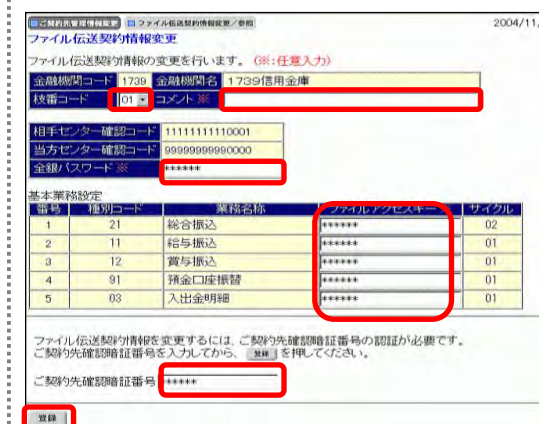 ご契約先管理情報変更 ファイル伝送契約情報変更／参照 2004/11,
ファイル伝送契約情報変更
ファイル伝送契約情報の変更を行います。(※:任意入力)
金融機関コード 1739 金融機関名 1739信用金庫
枝番コード 01 コメント ※
相手センター確認コード 11111111110001
当方センター確認コード 99999999990000
全銀パスワード※ ******
基本業務設定
番号 種別コード 業務名称 ファイルアクセスキー サイクル
1 21 総合振込 ****** 02
2 11 給与振込 ****** 01
3 12 賞与振込 ****** 01
4 91 預金口座振替 ****** 01
5 03 入出金明細 ****** 01
ファイル伝送契約情報を変更するには、ご契約先確認暗証番号の認証が必要です。
ご契約先確認暗証番号を入力してから、 登録 を押してください。
ご契約先確認暗証番号 *****
登録